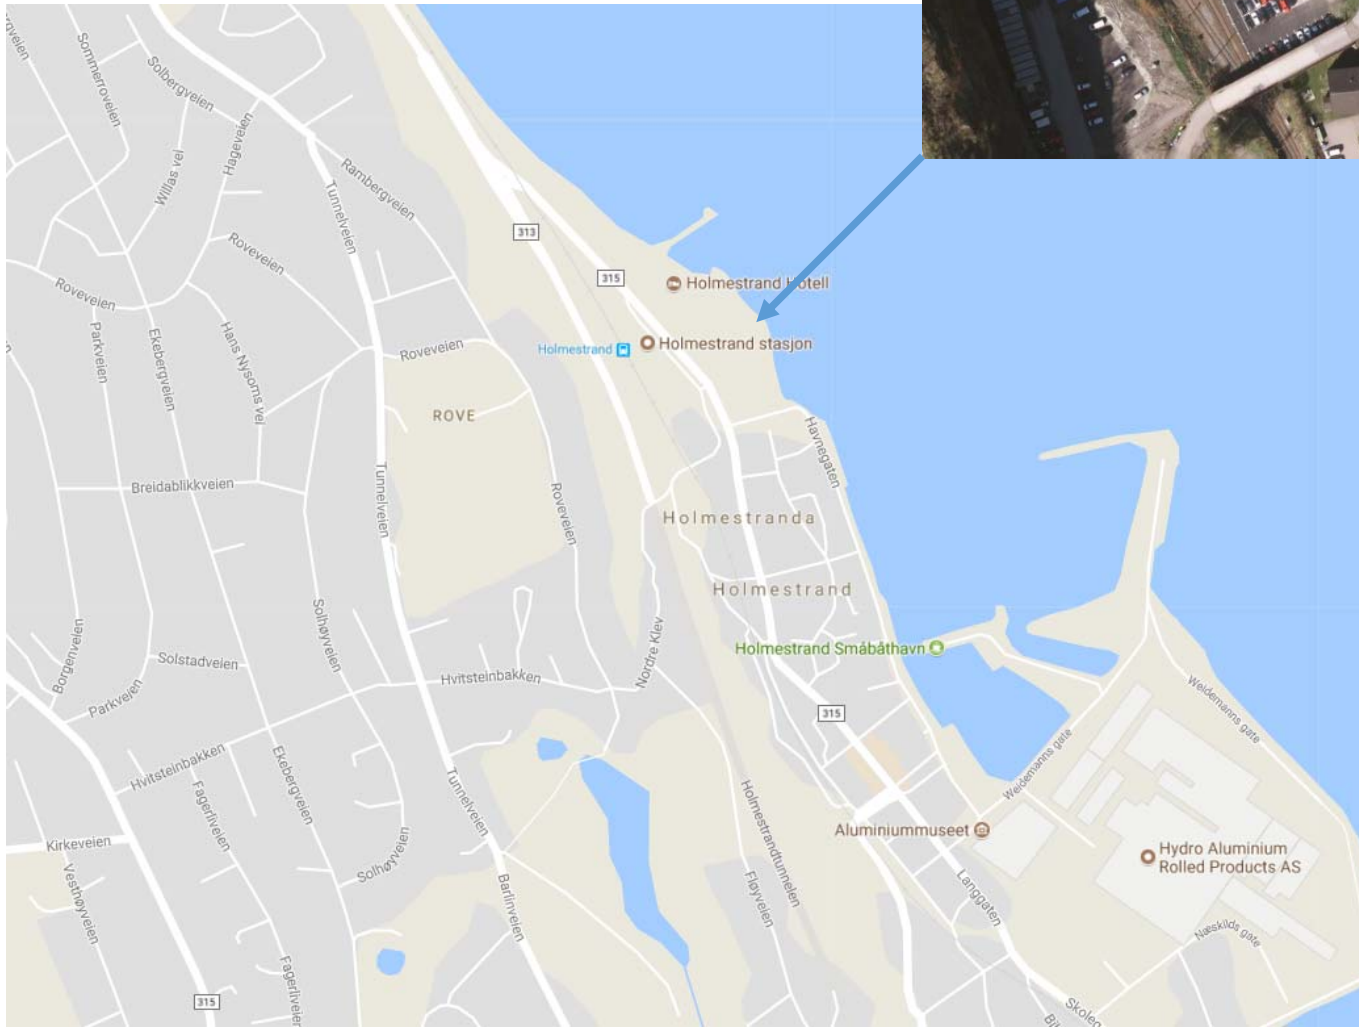 Sommerroveien
Solbergveien
Willas vei
Hageveien
Rambergveien
Tunnelveien
Roveveien
313
315
Holmestrand Hotell
Roveveien
Parkveien
Ekebergveien
Hans Nysoms vei
Roveveien
Holmestrand
Holmestrand stasjon
ROVE
Havnegaten
Tunnelveien
Breidablikkveien
Roveveien
Holmestranda
Holmestrand
Borgenveien
Solhøyveien
Nordre Klev
Holmestrand Småbåthavn
Solstadveien
Parkveien
Hvitsteinbakken
Weidemanns gate
315
Hvitsteinbakken
Ekebergveien
Tunnelveien
Holmestrandtunnelen
Weidemanns gate
Fagerliveien
Kirkeveien
Aluminiummuseet
Hydro Aluminium
Rolled Products AS
Vesthøyveien
Solhøyveien
Barlinveien
Fløyveien
Langgaten
Næskilds gate
Fagerliveien
315
Skoleg